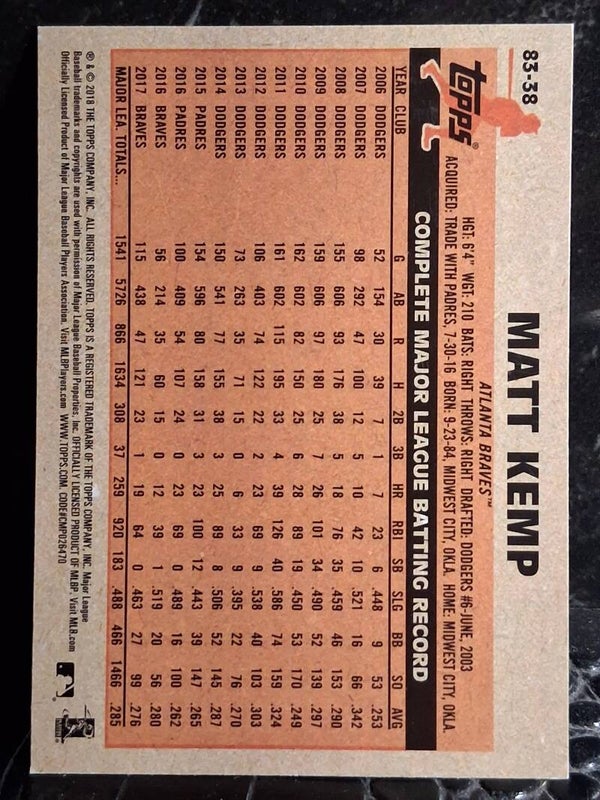 83-38
MATT KEMP
ATLANTA BRAVES™
topps®
HGT: 6'4" WGT: 210 BATS: RIGHT THROWS: RIGHT DRAFTED: DODGERS #6-JUNE, 2003
ACQUIRED: TRADE WITH PADRES, 7-30-16 BORN: 9-23-84, MIDWEST CITY, OKLA. HOME: MIDWEST CITY, OKLA.
COMPLETE MAJOR LEAGUE BATTING RECORD
YEAR CLUB G AB R H 2B 3B HR RBI SB SLG BB SO AVG
2006 DODGERS 52 154 30 39 7 1 7 23 6 .448 9 53 .253
2007 DODGERS 98 292 47 100 12 5 10 42 10 .521 16 66 .342
2008 DODGERS 155 606 93 176 38 5 18 76 35 .459 46 153 .290
2009 DODGERS 159 606 97 180 25 7 26 101 34 .490 52 139 .297
2010 DODGERS 162 602 82 150 25 6 28 89 19 .450 53 170 .249
2011 DODGERS 161 602 115 195 33 4 39 126 40 .586 74 159 .324
2012 DODGERS 106 403 74 122 22 2 23 69 9 .538 40 103 .303
2013 DODGERS 73 263 35 71 15 0 6 33 9 .395 22 76 .270
2014 DODGERS 150 541 77 155 38 3 25 89 8 .506 52 145 .287
2015 PADRES 154 596 80 158 31 3 23 100 12 .443 39 147 .265
2016 PADRES 100 409 54 107 24 0 23 69 0 .489 16 100 .262
2016 BRAVES 56 214 35 60 15 0 12 39 1 .519 20 56 .280
2017 BRAVES 115 438 47 121 23 1 19 64 0 .463 27 99 .276
MAJOR LEA. TOTALS... 1541 5726 866 1634 308 37 259 920 183 .488 466 1466 .285
® & © 2018 THE TOPPS COMPANY, INC. ALL RIGHTS RESERVED. TOPPS IS A REGISTERED TRADEMARK OF THE TOPPS COMPANY, INC. Major League
Baseball trademarks and copyrights are used with permission of Major League Baseball Properties, Inc. OFFICIALLY LICENSED PRODUCT OF MLBP. Visit MLB.com
Officially Licensed Product of Major League Baseball Players Association. Visit MLBPlayers.com WWW.TOPPS.COM. CODE#CMP026470